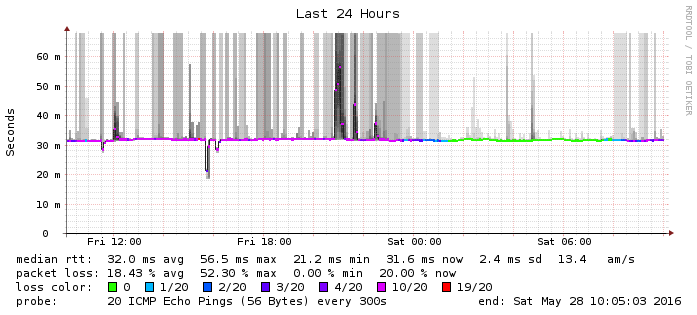 Last 24 Hours
RRDTOOL / TOBI OETIKER
Seconds
60 m
50 m
40 m
30 m
20 m
10 m
0
Fri 12:00 Fri 18:00 Sat 00:00 Sat 06:00
median rtt: 32.0 ms avg 56.5 ms max 21.2 ms min 31.6 ms now 2.4 ms sd 13.4 am/s
packet loss: 18.43 % avg 52.30 % max 0.00 % min 20.00 % now
loss color: 0 1/20 2/20 3/20 4/20 10/20 19/20
probe: 20 ICMP Echo Pings (56 Bytes) every 300s end: Sat May 28 10:05:03 2016